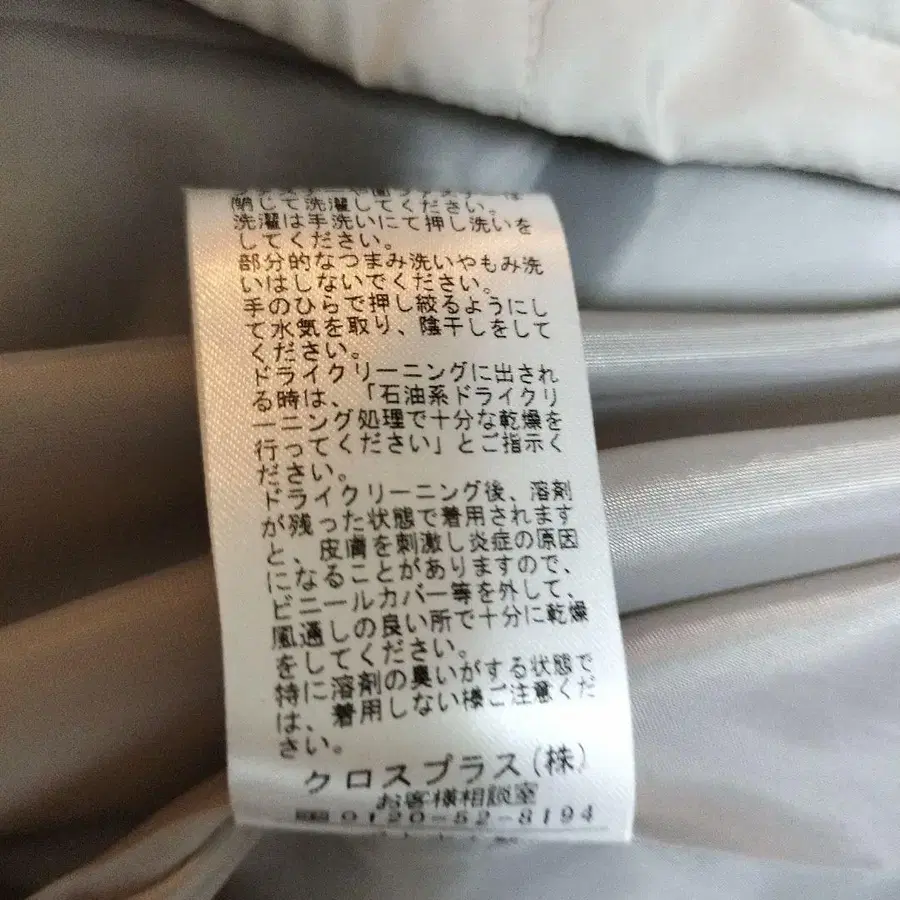 閉じて洗濯してください。
洗濯は手洗いにて押し洗いを
してください。
部分的なつまみ洗いやもみ洗
いはしないでください。
手のひらで押し絞るようにし
て水気を取り、陰干しをして
ください。
ドライクリーニングに出され
る時は、「石油系ドライクリ
ーニング処理で十分な乾燥を
行ってください」とご指示く
ださい。
ドライクリーニング後、溶剤
が残った状態で着用されます
と、皮膚を刺激し炎症の原因
になることがありますので、
ビニールカバー等を外して、
風通しの良い所で十分に乾燥
をしてください。
特に溶剤の臭いがする状態で
は、着用しない様ご注意くだ
さい。
クロスプラス(株)
お客様相談室
0120-52-8194